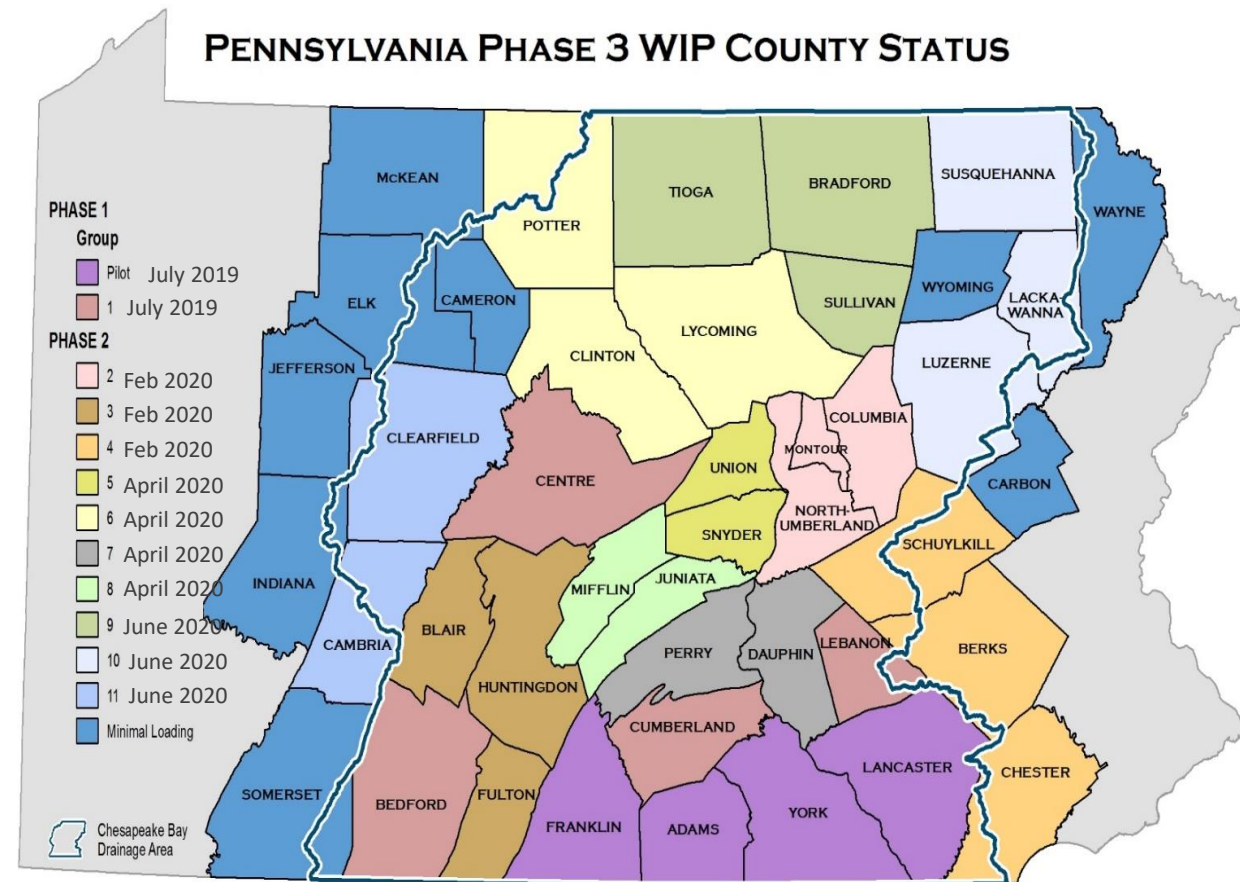 PENNSYLVANIA PHASE 3 WIP COUNTY STATUS
PHASE 1
Group
Pilot July 2019
1 July 2019
PHASE 2
2 Feb 2020
3 Feb 2020
4 Feb 2020
5 April 2020
6 April 2020
7 April 2020
8 April 2020
9 June 2020
10 June 2020
11 June 2020
Minimal Loading
Chesapeake Bay
Drainage Area
McKEAN
POTTER
TIOGA
BRADFORD
SUSQUEHANNA
WAYNE
ELK
CAMERON
SULLIVAN
WYOMING
LACKA-
WANNA
JEFFERSON
CLINTON
LYCOMING
LUZERNE
CLEARFIELD
CENTRE
UNION
MONTOUR
COLUMBIA
CARBON
SNYDER
NORTH-
UMBERLAND
SCHUYLKILL
INDIANA
MIFFLIN
JUNIATA
CAMBRIA
BLAIR
HUNTINGDON
PERRY
DAUPHIN
LEBANON
BERKS
CUMBERLAND
SOMERSET
BEDFORD
FULTON
FRANKLIN
ADAMS
YORK
LANCASTER
CHESTER